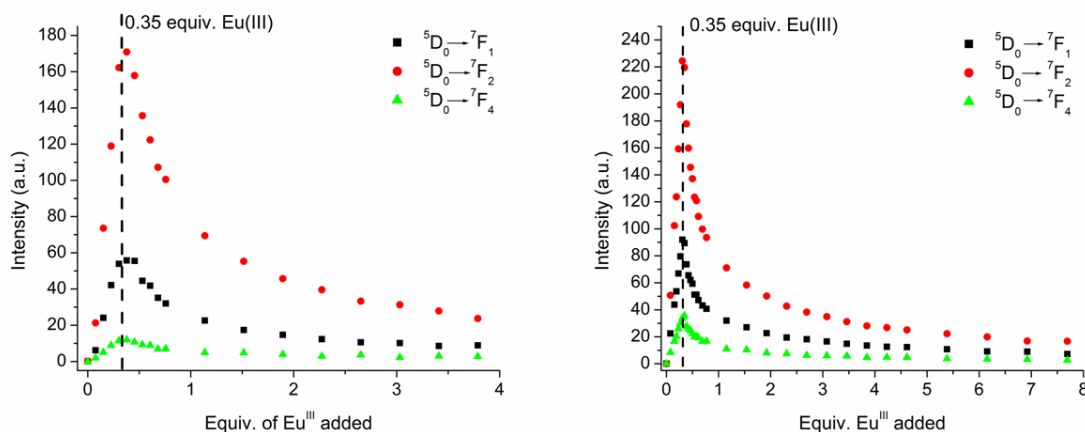 0.35 equiv. Eu(III)
⁵D₀→⁷F₁
⁵D₀→⁷F₂
⁵D₀→⁷F₄
180
160
140
120
100
80
60
40
20
0
0 1 2 3 4
Intensity (a.u.)
Equiv. of Euᴵᴵᴵ added
0.35 equiv. Eu(III)
⁵D₀→⁷F₁
⁵D₀→⁷F₂
⁵D₀→⁷F₄
240
220
200
180
160
140
120
100
80
60
40
20
0
0 1 2 3 4 5 6 7 8
Intensity (a.u.)
Equiv. Euᴵᴵᴵ added